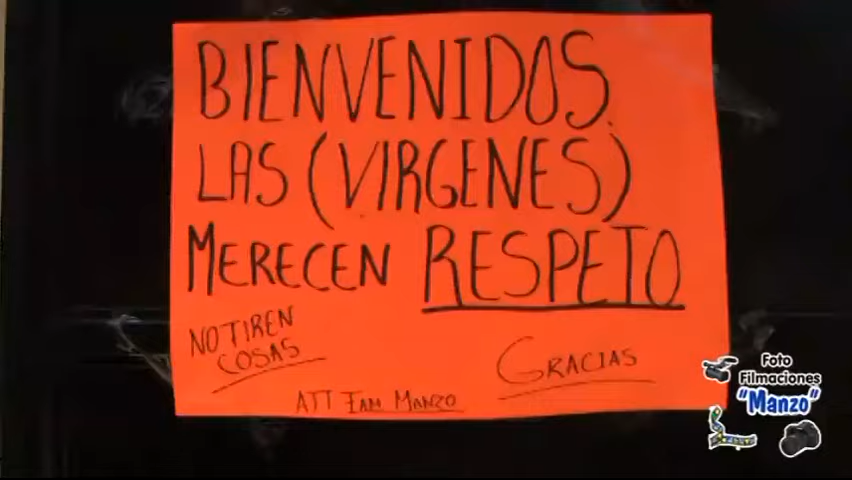 BIENVENIDOS.
LAS (VIRGENES)
MERECEN RESPETO
NO TIREN
COSAS
GRACIAS
ATT FAM MANZO
Foto
Filmaciones
"Manzo"